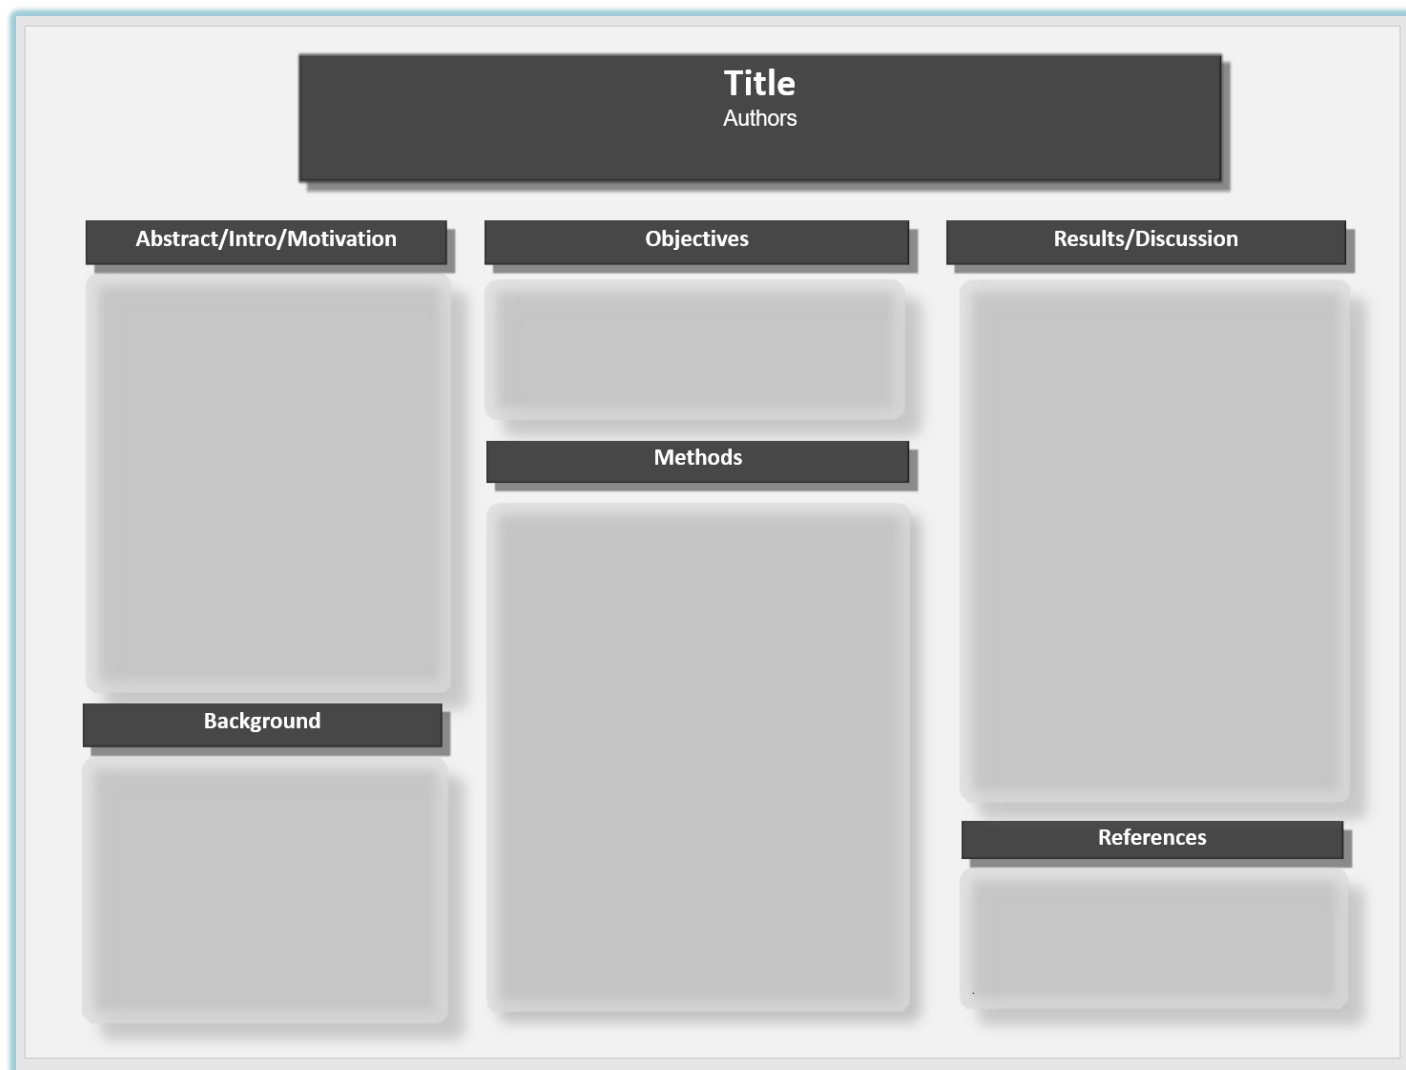 Title
Authors
Abstract/Intro/Motivation
Background
Objectives
Methods
Results/Discussion
References
.